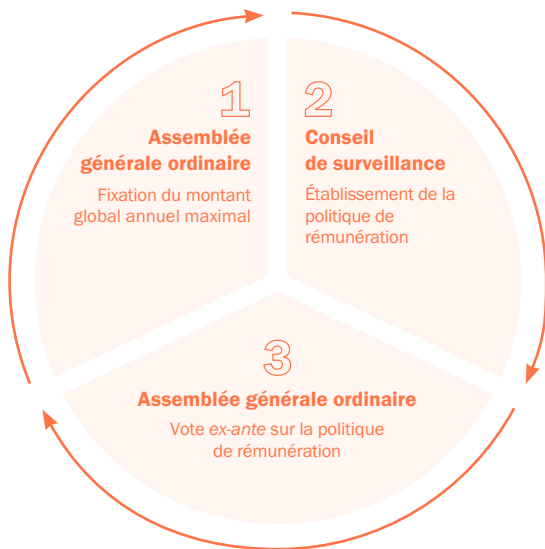 1
Assemblée
générale ordinaire
Fixation du montant
global annuel maximal
2
Conseil
de surveillance
Établissement de la
politique de
rémunération
3
Assemblée générale ordinaire
Vote ex-ante sur la politique
de rémunération